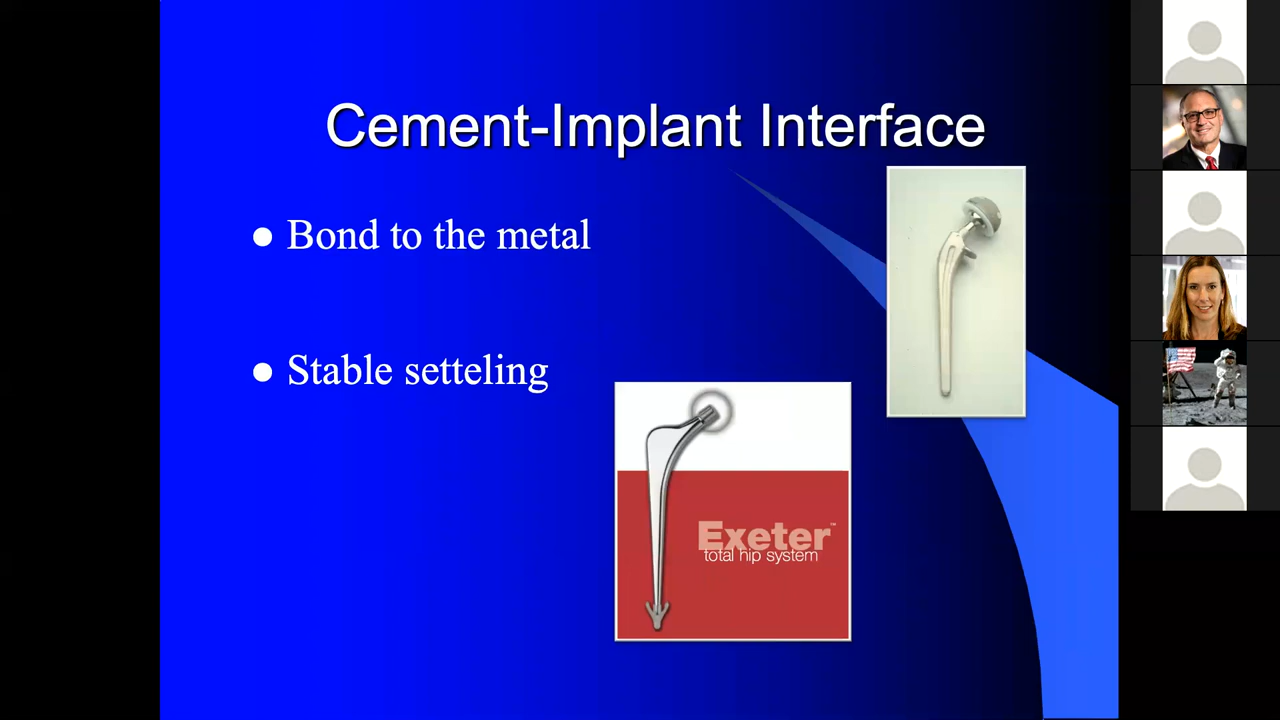 Cement-Implant Interface
● Bond to the metal
● Stable setteling
Exeter™
total hip system